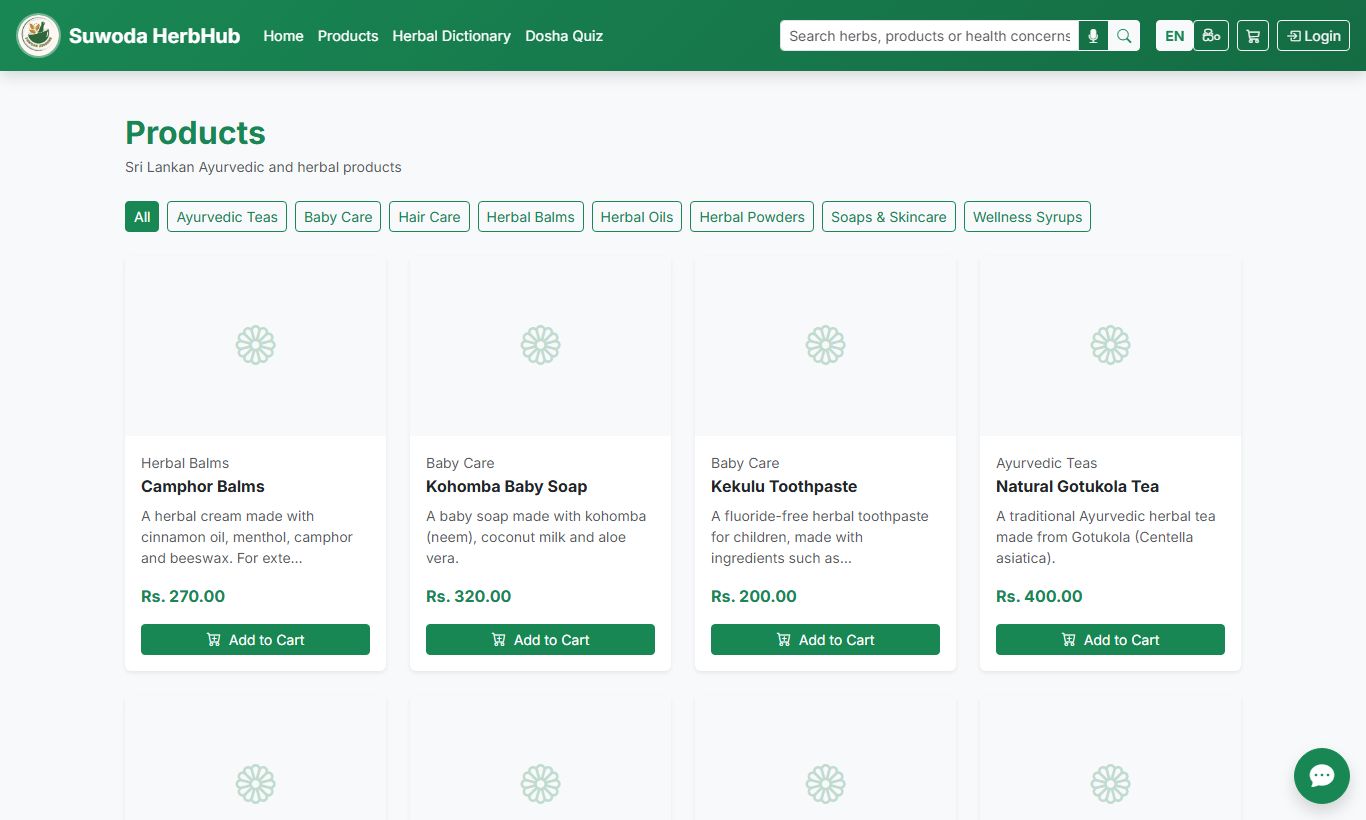 Suwoda HerbHub Home Products Herbal Dictionary Dosha Quiz Search herbs, products or health concerns EN සිං Login
Products
Sri Lankan Ayurvedic and herbal products
All Ayurvedic Teas Baby Care Hair Care Herbal Balms Herbal Oils Herbal Powders Soaps & Skincare Wellness Syrups
Herbal Balms
Camphor Balms
A herbal cream made with
cinnamon oil, menthol, camphor
and beeswax. For exte...
Rs. 270.00
Add to Cart
Baby Care
Kohomba Baby Soap
A baby soap made with kohomba
(neem), coconut milk and aloe
vera.
Rs. 320.00
Add to Cart
Baby Care
Kekulu Toothpaste
A fluoride-free herbal toothpaste
for children, made with
ingredients such as...
Rs. 200.00
Add to Cart
Ayurvedic Teas
Natural Gotukola Tea
A traditional Ayurvedic herbal tea
made from Gotukola (Centella
asiatica).
Rs. 400.00
Add to Cart